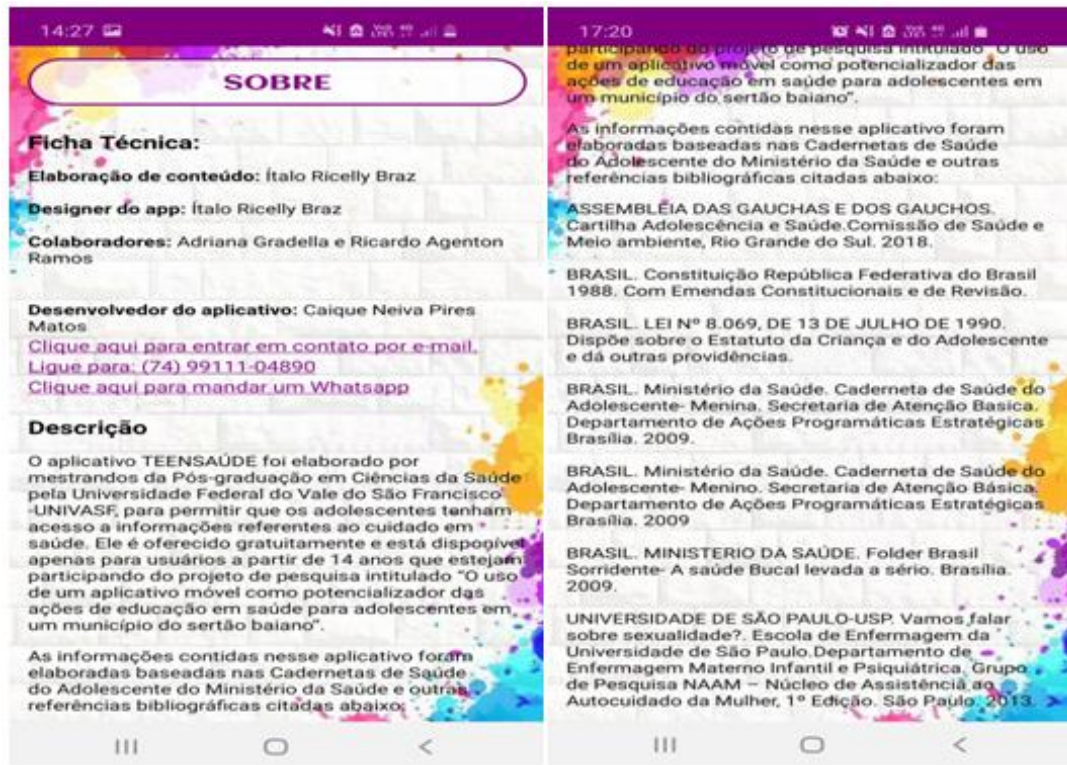 14:27
SOBRE
Ficha Técnica:
Elaboração de conteúdo: Ítalo Ricelly Braz
Designer do app: Ítalo Ricelly Braz
Colaboradores: Adriana Gradella e Ricardo Agenton
Ramos
Desenvolvedor do aplicativo: Caique Neiva Pires
Matos
Clique aqui para entrar em contato por e-mail.
Ligue para: (74) 99111-04890
Clique aqui para mandar um Whatsapp
Descrição
O aplicativo TEENSAÚDE foi elaborado por
mestrandos da Pós-graduação em Ciências da Saúde
pela Universidade Federal do Vale do São Francisco
-UNIVASF, para permitir que os adolescentes tenham
acesso a informações referentes ao cuidado em
saúde. Ele é oferecido gratuitamente e está disponível
apenas para usuários a partir de 14 anos que estejam
participando do projeto de pesquisa intitulado "O uso
de um aplicativo móvel como potencializador das
ações de educação em saúde para adolescentes em
um município do sertão baiano".
As informações contidas nesse aplicativo foram
elaboradas baseadas nas Cadernetas de Saúde
do Adolescente do Ministério da Saúde e outras
referências bibliográficas citadas abaixo:
17:20
participando do projeto de pesquisa intitulado "O uso
de um aplicativo móvel como potencializador das
ações de educação em saúde para adolescentes em
um município do sertão baiano".
As informações contidas nesse aplicativo foram
elaboradas baseadas nas Cadernetas de Saúde
do Adolescente do Ministério da Saúde e outras
referências bibliográficas citadas abaixo:
ASSEMBLÉIA DAS GAUCHAS E DOS GAUCHOS.
Cartilha Adolescência e Saúde.Comissão de Saúde e
Meio ambiente, Rio Grande do Sul. 2018.
BRASIL. Constituição República Federativa do Brasil
1988. Com Emendas Constitucionais e de Revisão.
BRASIL. LEI Nº 8.069, DE 13 DE JULHO DE 1990.
Dispõe sobre o Estatuto da Criança e do Adolescente
e dá outras providências.
BRASIL. Ministério da Saúde. Caderneta de Saúde do
Adolescente- Menina. Secretaria de Atenção Basica.
Departamento de Ações Programáticas Estratégicas
Brasília. 2009.
BRASIL. Ministério da Saúde. Caderneta de Saúde do
Adolescente- Menino. Secretaria de Atenção Básica.
Departamento de Ações Programáticas Estratégicas
Brasília. 2009
BRASIL. MINISTERIO DA SAÚDE. Folder Brasil
Sorridente- A saúde Bucal levada a sério. Brasília.
2009.
UNIVERSIDADE DE SÃO PAULO-USP. Vamos falar
sobre sexualidade?. Escola de Enfermagem da
Universidade de São Paulo.Departamento de
Enfermagem Materno Infantil e Psiquiátrica, Grupo
de Pesquisa NAAM – Núcleo de Assistência ao
Autocuidado da Mulher, 1º Edição. São Paulo. 2013.